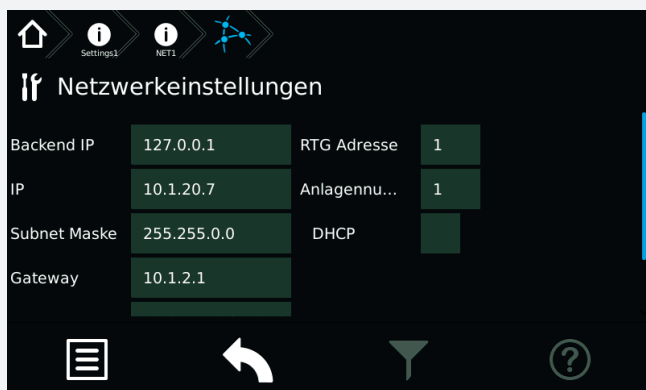 Settings1 NET1
Netzwerkeinstellungen
Backend IP 127.0.0.1 RTG Adresse 1
IP 10.1.20.7 Anlagennu... 1
Subnet Maske 255.255.0.0 DHCP
Gateway 10.1.2.1
?